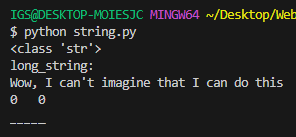 IGS@DESKTOP-MOIESJC MINGW64 ~/Desktop/Web
$ python string.py
<class 'str'>
long_string:
Wow, I can't imagine that I can do this
0   0

_____